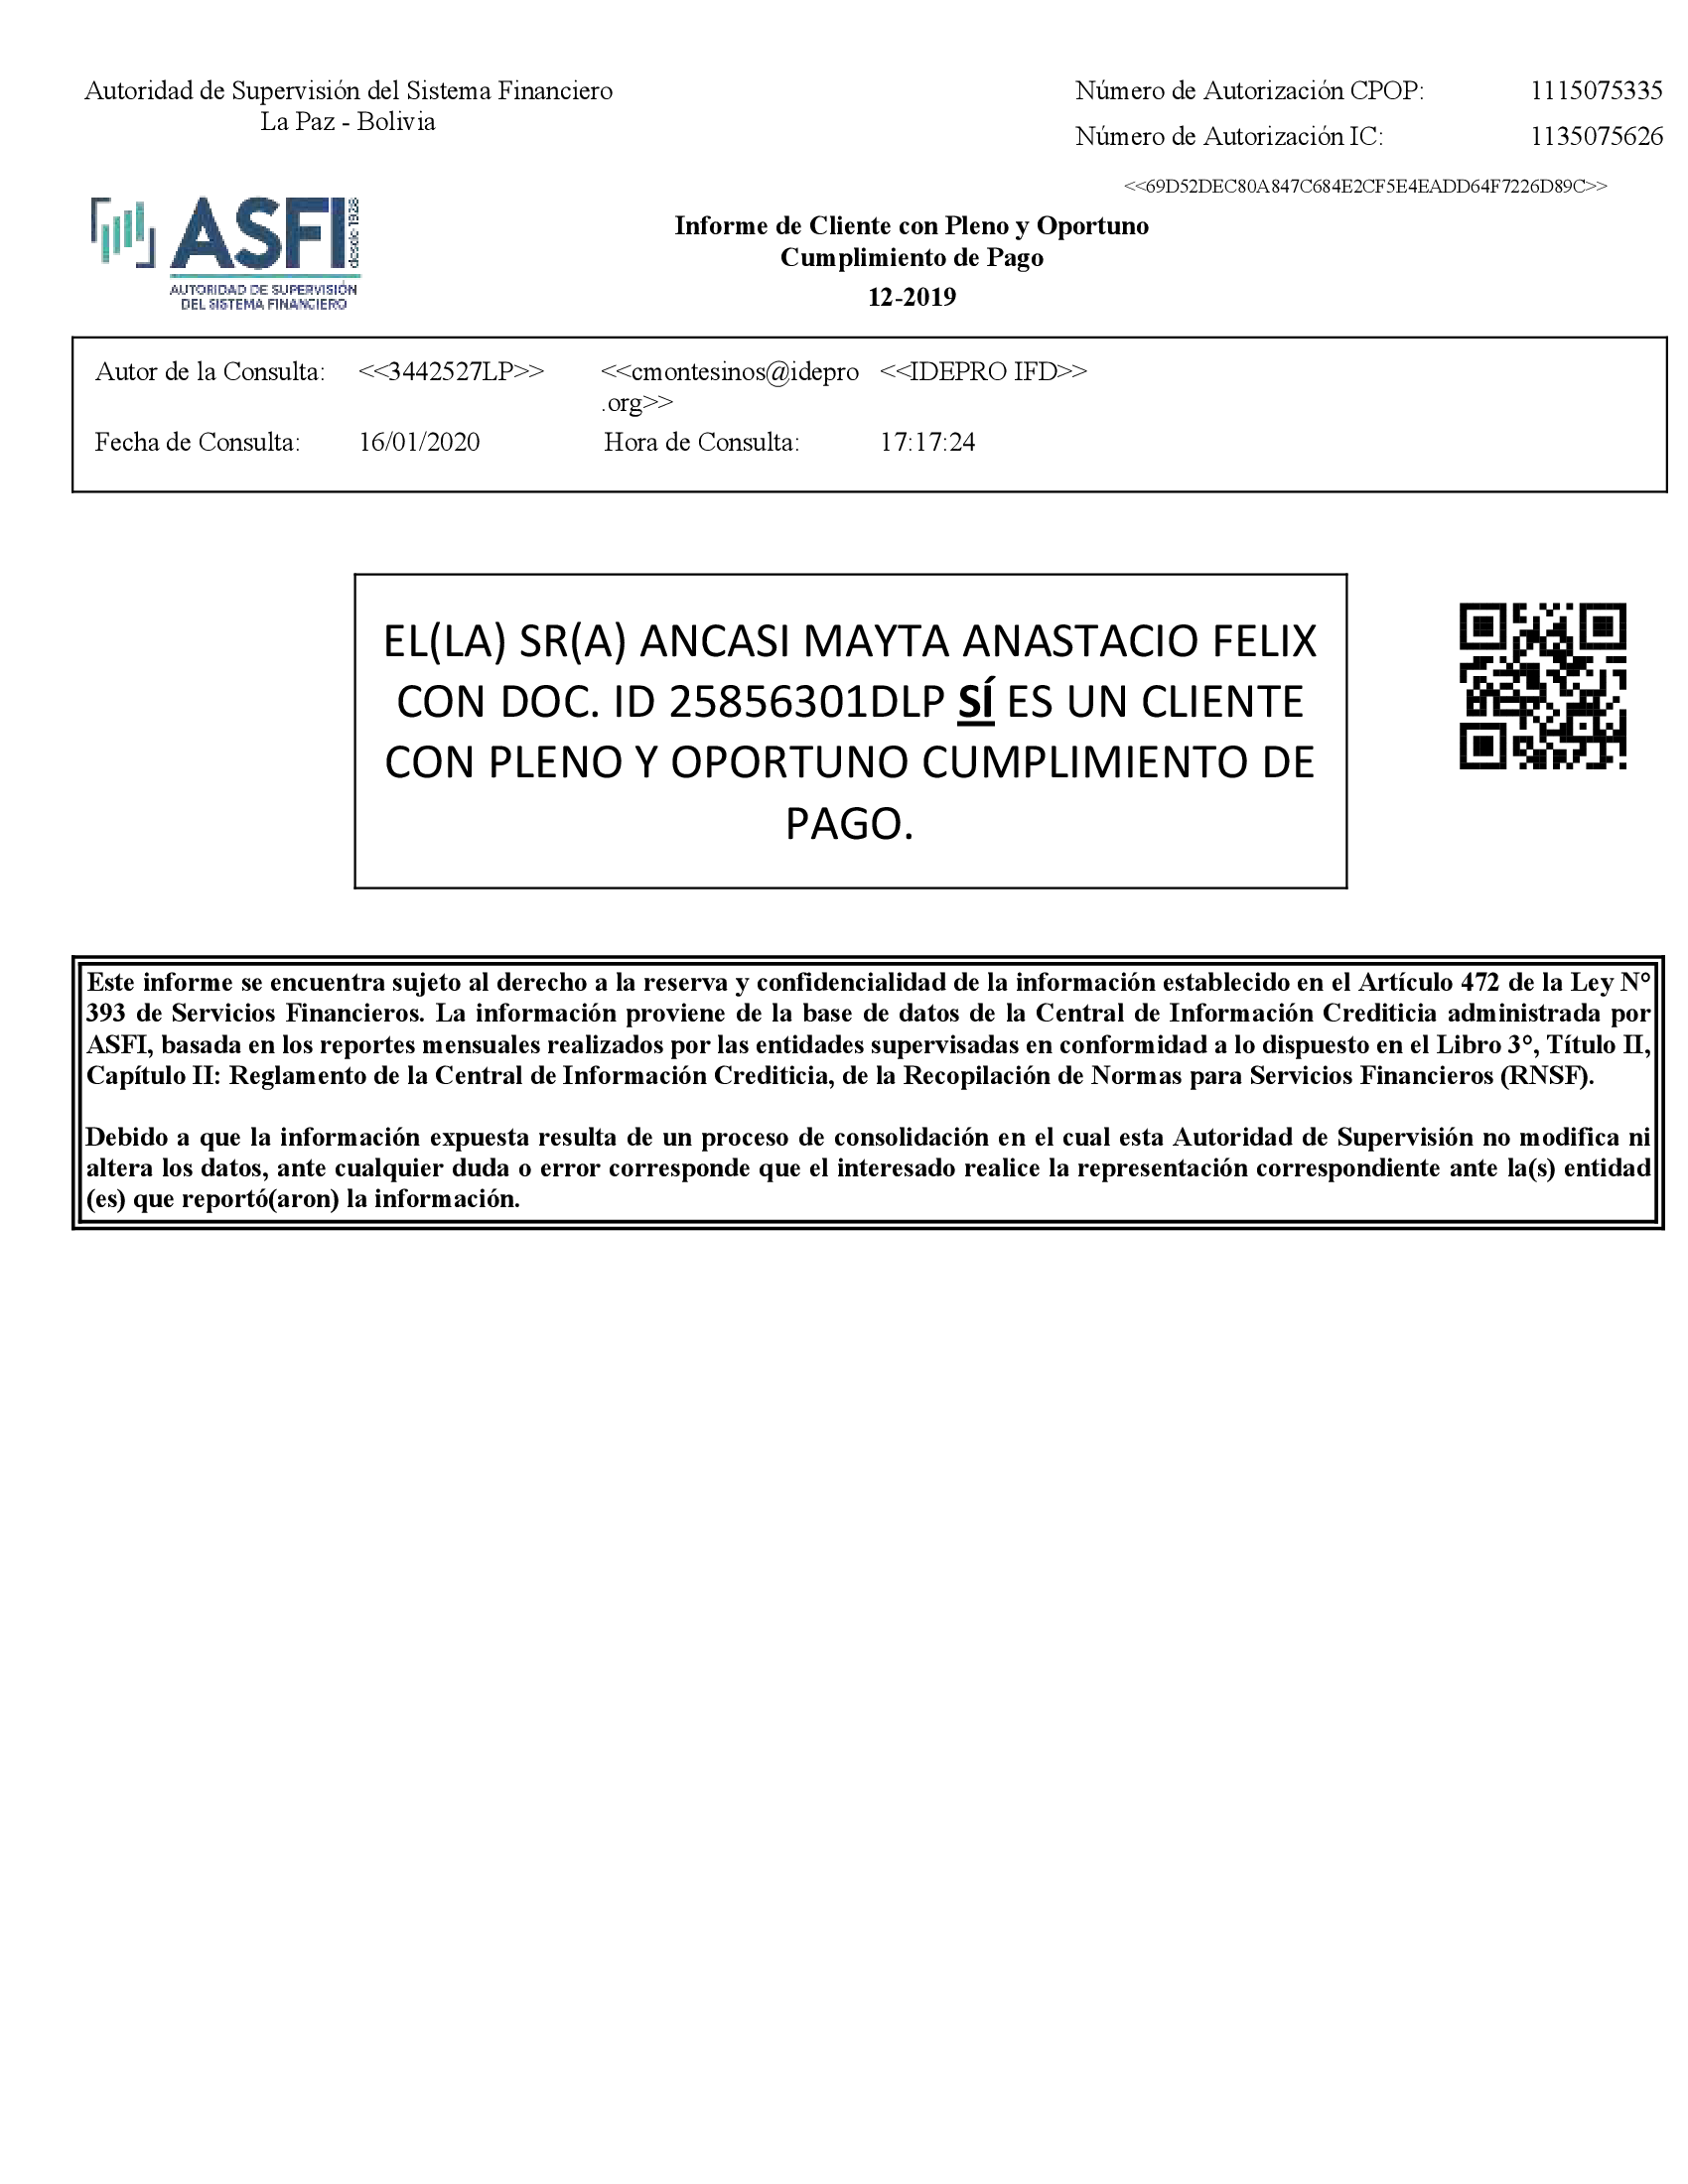 Autoridad de Supervisión del Sistema Financiero
La Paz - Bolivia
Número de Autorización CPOP: 1115075335
Número de Autorización IC: 1135075626
<<69D52DEC80A847C684E2CF5E4EADD64F7226D89C>>
ASFI desde 1928
AUTORIDAD DE SUPERVISIÓN
DEL SISTEMA FINANCIERO
Informe de Cliente con Pleno y Oportuno
Cumplimiento de Pago
12-2019
Autor de la Consulta: <<3442527LP>> <<cmontesinos@idepro <<IDEPRO IFD>>
.org>>
Fecha de Consulta: 16/01/2020 Hora de Consulta: 17:17:24
EL(LA) SR(A) ANCASI MAYTA ANASTACIO FELIX
CON DOC. ID 25856301DLP SÍ ES UN CLIENTE
CON PLENO Y OPORTUNO CUMPLIMIENTO DE
PAGO.
Este informe se encuentra sujeto al derecho a la reserva y confidencialidad de la información establecido en el Artículo 472 de la Ley N°
393 de Servicios Financieros. La información proviene de la base de datos de la Central de Información Crediticia administrada por
ASFI, basada en los reportes mensuales realizados por las entidades supervisadas en conformidad a lo dispuesto en el Libro 3°, Título II,
Capítulo II: Reglamento de la Central de Información Crediticia, de la Recopilación de Normas para Servicios Financieros (RNSF).
Debido a que la información expuesta resulta de un proceso de consolidación en el cual esta Autoridad de Supervisión no modifica ni
altera los datos, ante cualquier duda o error corresponde que el interesado realice la representación correspondiente ante la(s) entidad
(es) que reportó(aron) la información.